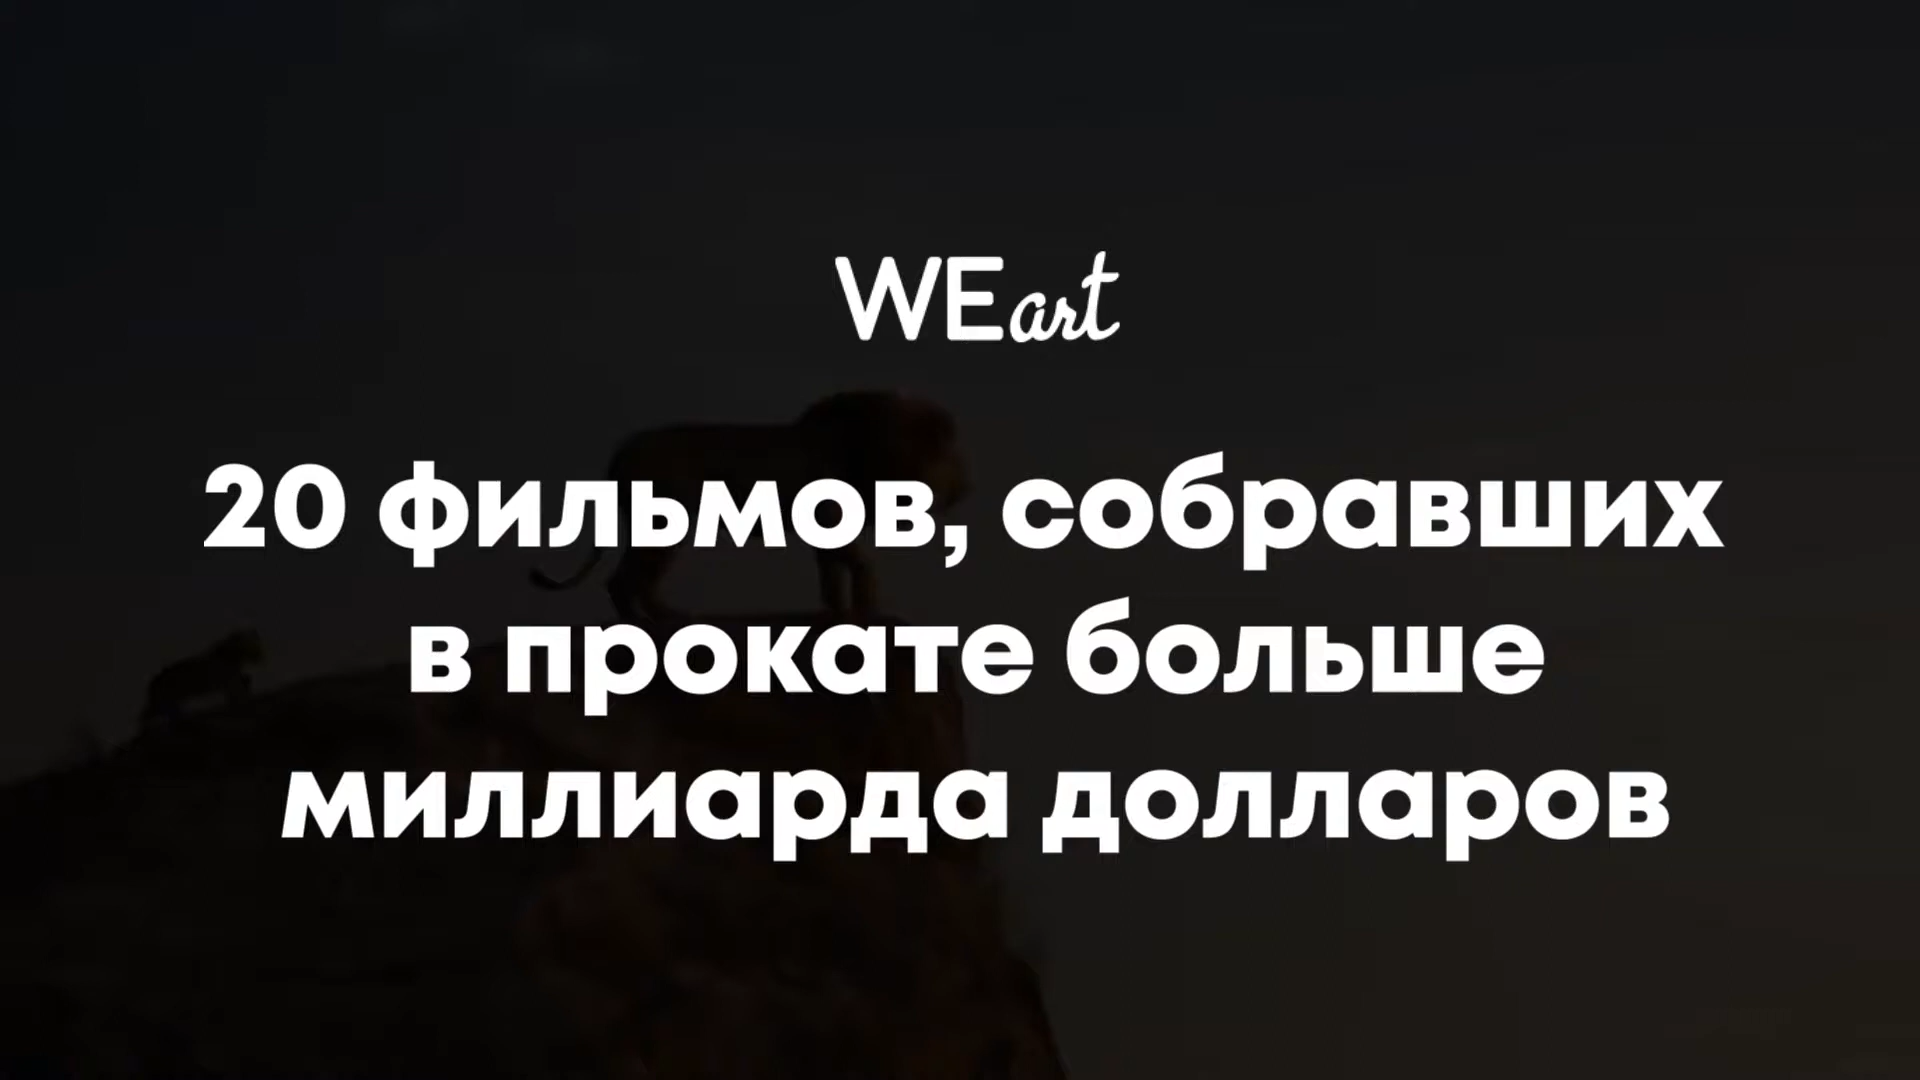 WEart
20 фильмов, собравших
в прокате больше
миллиарда долларов